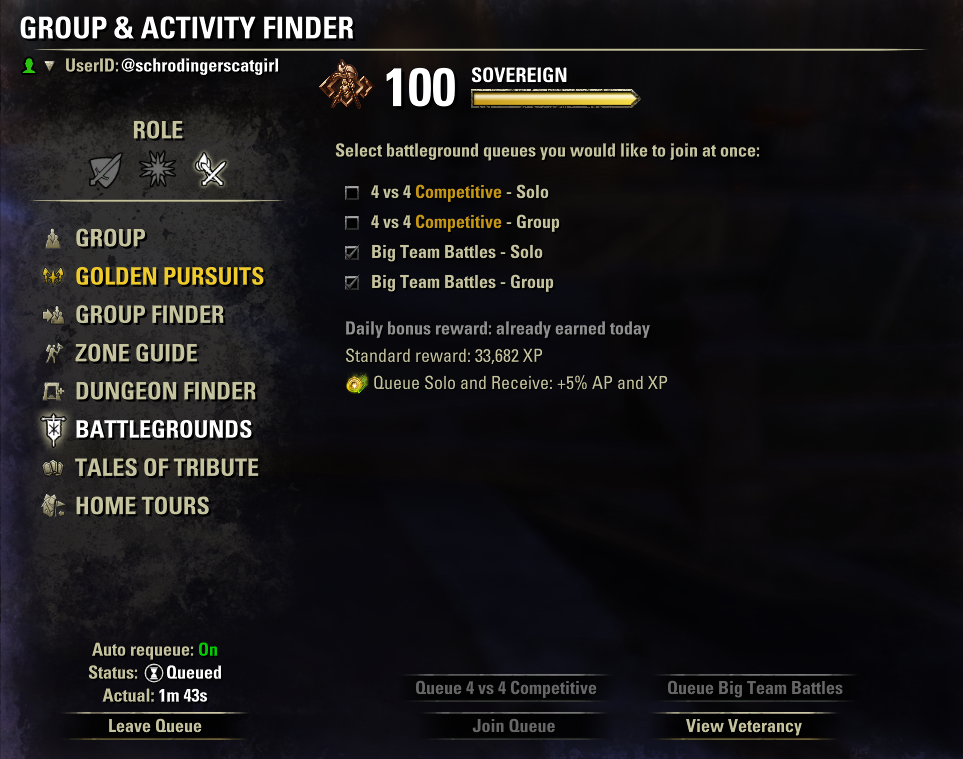 GROUP & ACTIVITY FINDER
UserID: @schrodingerscatgirl
100
SOVEREIGN
ROLE
Select battleground queues you would like to join at once:
4 vs 4 Competitive - Solo
4 vs 4 Competitive - Group
Big Team Battles - Solo
Big Team Battles - Group
Daily bonus reward: already earned today
Standard reward: 33,682 XP
Queue Solo and Receive: +5% AP and XP
GROUP
GOLDEN PURSUITS
GROUP FINDER
ZONE GUIDE
DUNGEON FINDER
BATTLEGROUNDS
TALES OF TRIBUTE
HOME TOURS
Auto requeue: On
Status: Queued
Actual: 1m 43s
Leave Queue
Queue 4 vs 4 Competitive
Queue Big Team Battles
Join Queue
View Veterancy